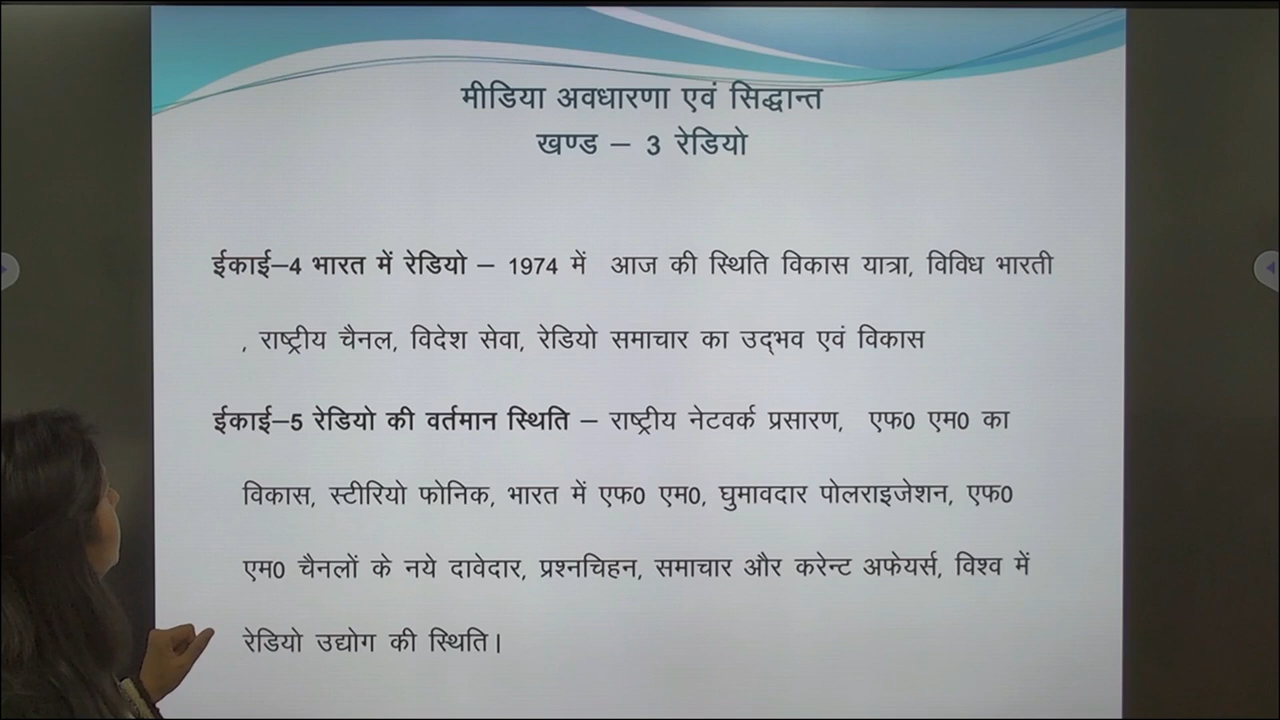 मीडिया अवधारणा एवं सिद्धान्त
खण्ड – 3 रेडियो
ईकाई–4 भारत में रेडियो – 1974 में आज की स्थिति विकास यात्रा, विविध भारती
, राष्ट्रीय चैनल, विदेश सेवा, रेडियो समाचार का उद्भव एवं विकास
ईकाई–5 रेडियो की वर्तमान स्थिति – राष्ट्रीय नेटवर्क प्रसारण, एफ0 एम0 का
विकास, स्टीरियो फोनिक, भारत में एफ0 एम0, घुमावदार पोलराइजेशन, एफ0
एम0 चैनलों के नये दावेदार, प्रश्नचिहन, समाचार और करेन्ट अफेयर्स, विश्व में
रेडियो उद्योग की स्थिति।